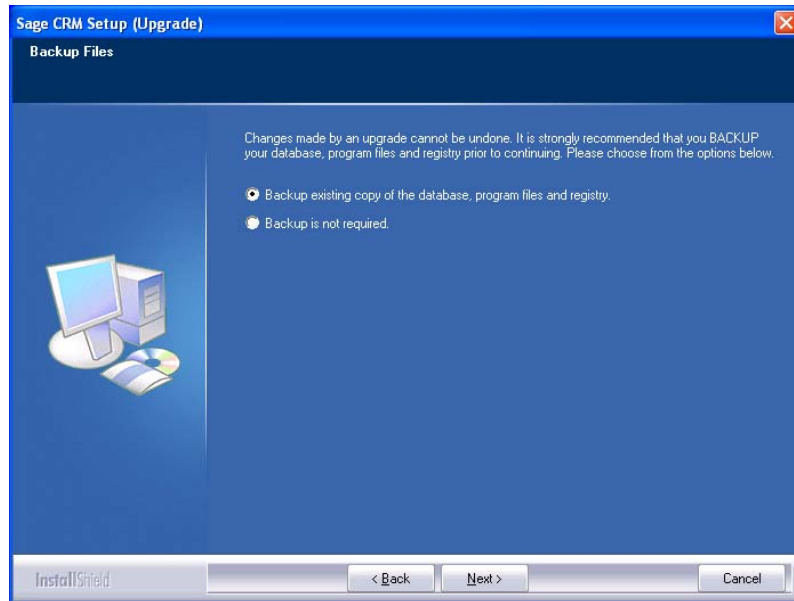 Sage CRM Setup (Upgrade)
Backup Files
Changes made by an upgrade cannot be undone. It is strongly recommended that you BACKUP
your database, program files and registry prior to continuing. Please choose from the options below.
Backup existing copy of the database, program files and registry.
Backup is not required.
InstallShield
< Back
Next >
Cancel